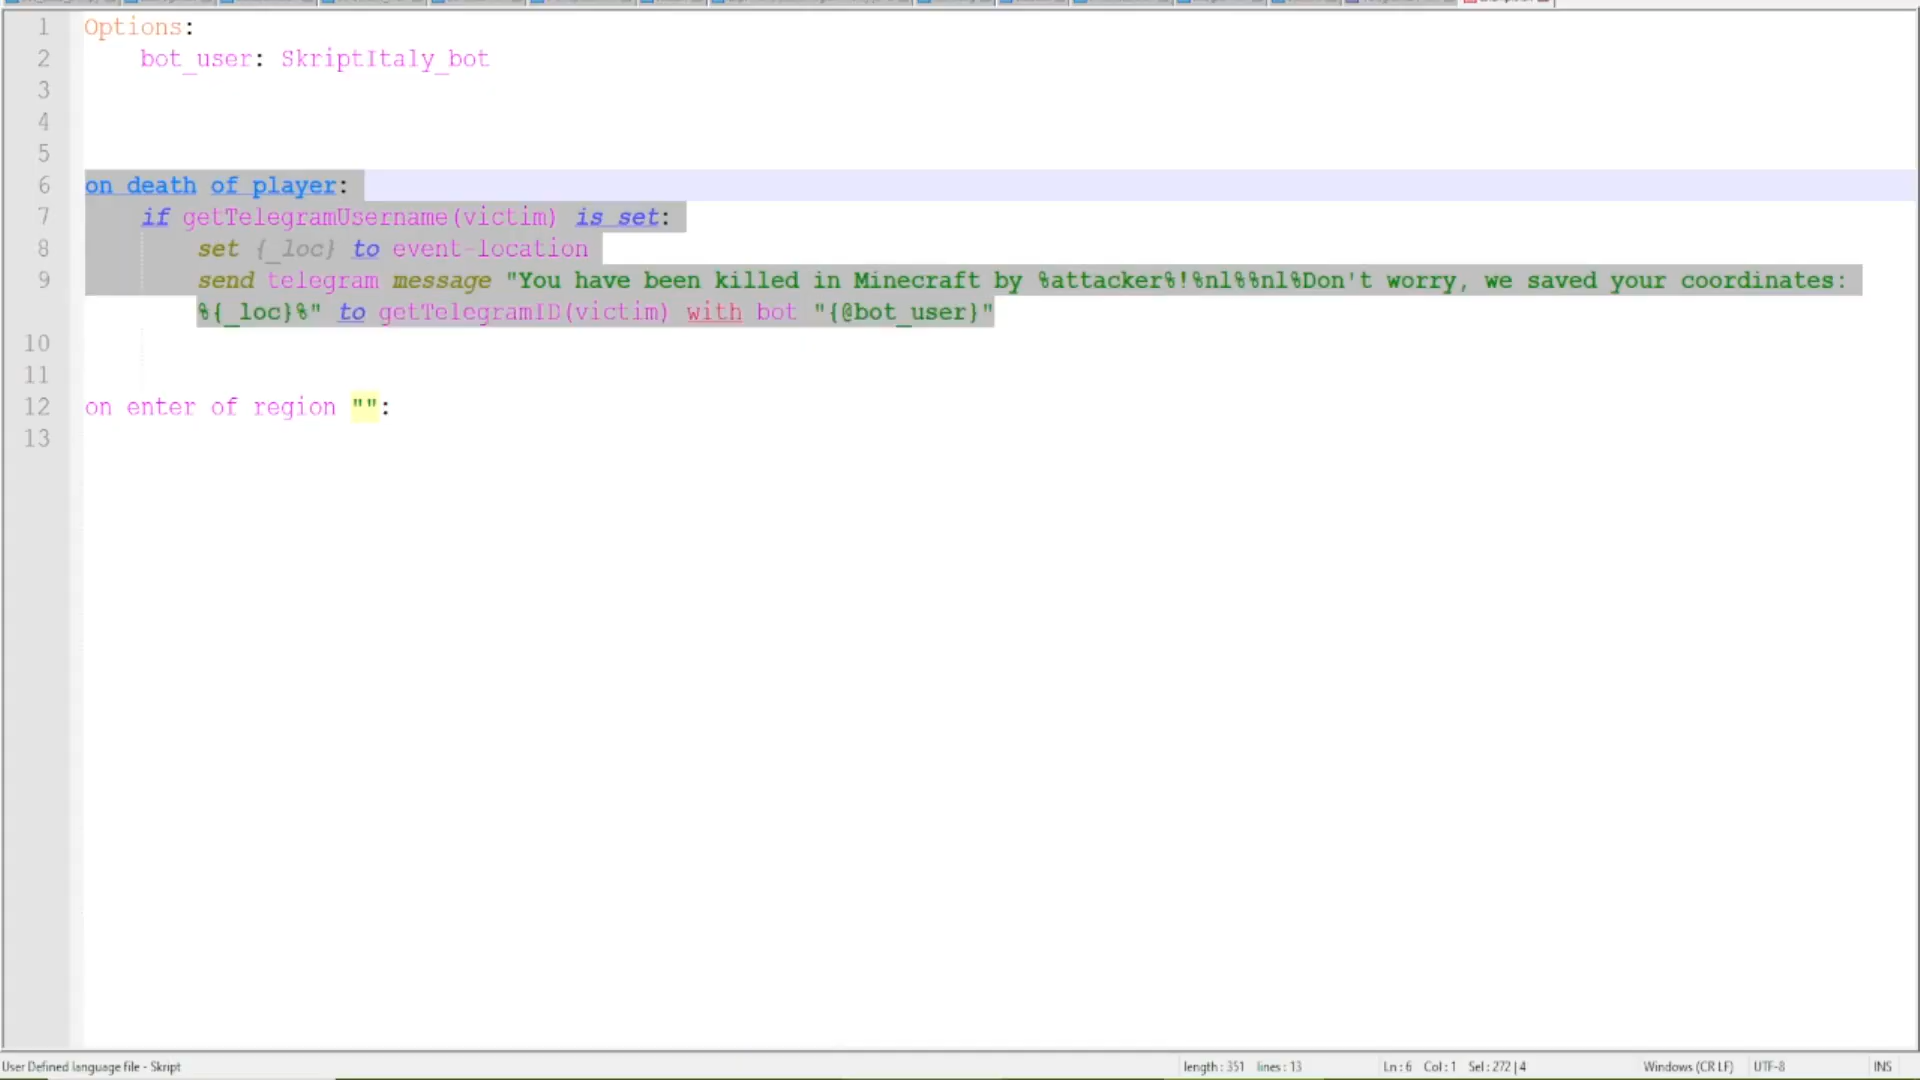 1 Options:
2 bot_user: SkriptItaly_bot
3
4
5
6 on death of player:
7 if getTelegramUsername(victim) is set:
8 set {_loc} to event-location
9 send telegram message "You have been killed in Minecraft by %attacker%!%nl%%nl%Don't worry, we saved your coordinates:
%{_loc}%" to getTelegramID(victim) with bot "{@bot_user}"
10
11
12 on enter of region "":
13
User Defined language file - Skript length : 351 lines : 13 Ln : 6 Col : 1 Sel : 272 | 4 Windows (CR LF) UTF-8 INS